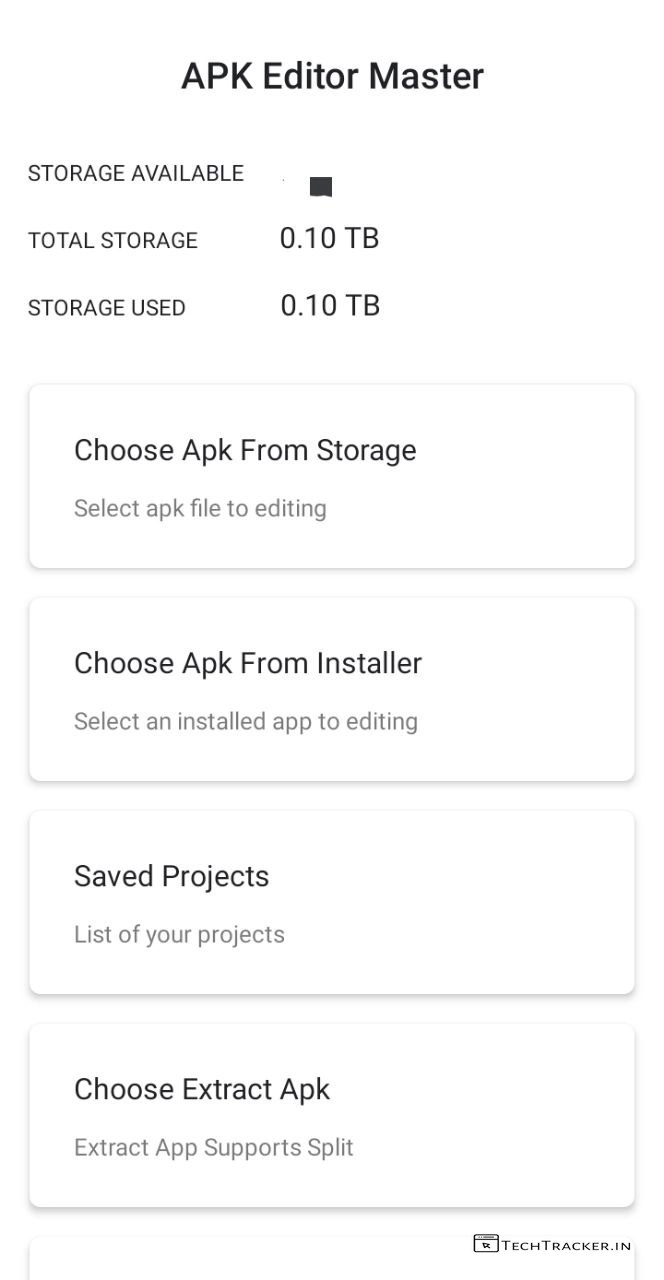 APK Editor Master
STORAGE AVAILABLE
TOTAL STORAGE 0.10 TB
STORAGE USED 0.10 TB
Choose Apk From Storage
Select apk file to editing
Choose Apk From Installer
Select an installed app to editing
Saved Projects
List of your projects
Choose Extract Apk
Extract App Supports Split
TECHTRACKER.IN